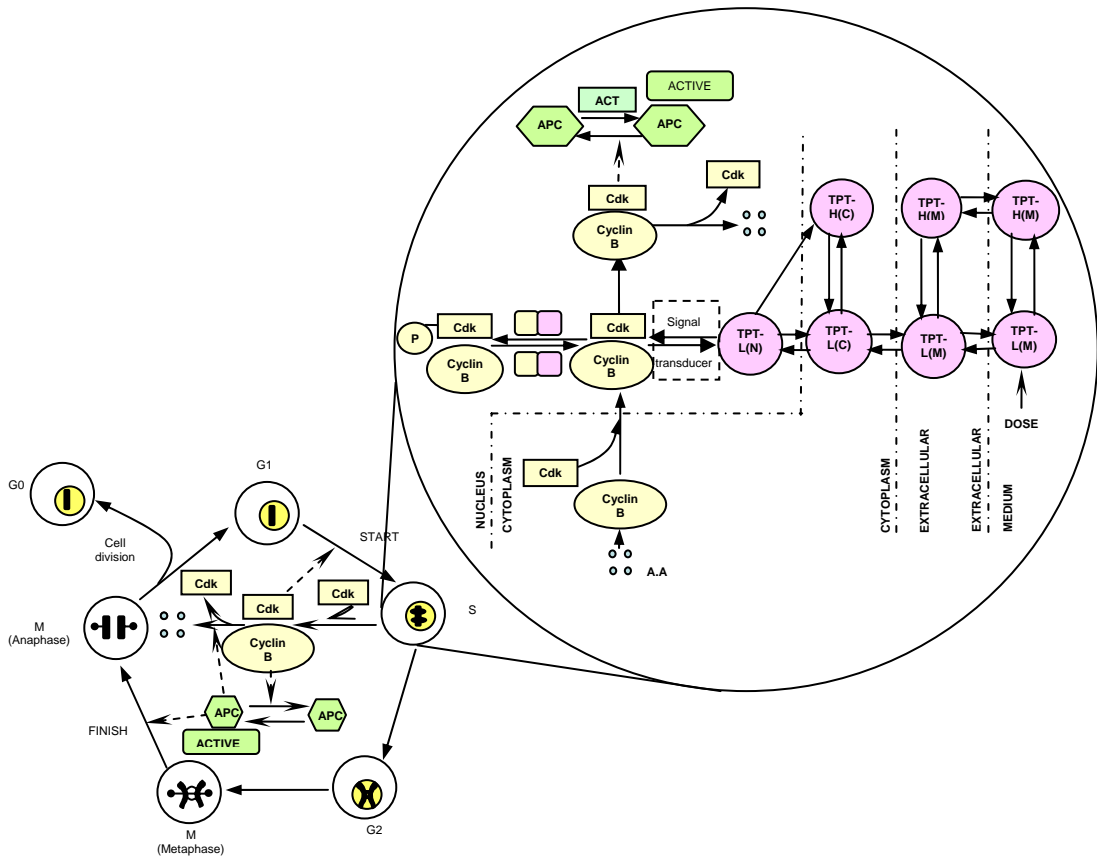 ACTIVE
ACT
APC
APC
Cdk
Cdk
Cyclin
B
TPT-
H(C)
TPT-
H(M)
TPT-
H(M)
P
Cdk
Cyclin
B
Cdk
Cyclin
B
Signal
transducer
TPT-
L(N)
TPT-
L(C)
TPT-
L(M)
TPT-
L(M)
DOSE
NUCLEUS
CYTOPLASM
CYTOPLASM
EXTRACELLULAR
EXTRACELLULAR
MEDIUM
Cdk
Cyclin
B
A.A
G0
G1
START
Cell
division
Cdk
Cdk
Cdk
Cyclin
B
S
M
(Anaphase)
APC
APC
ACTIVE
FINISH
G2
M
(Metaphase)